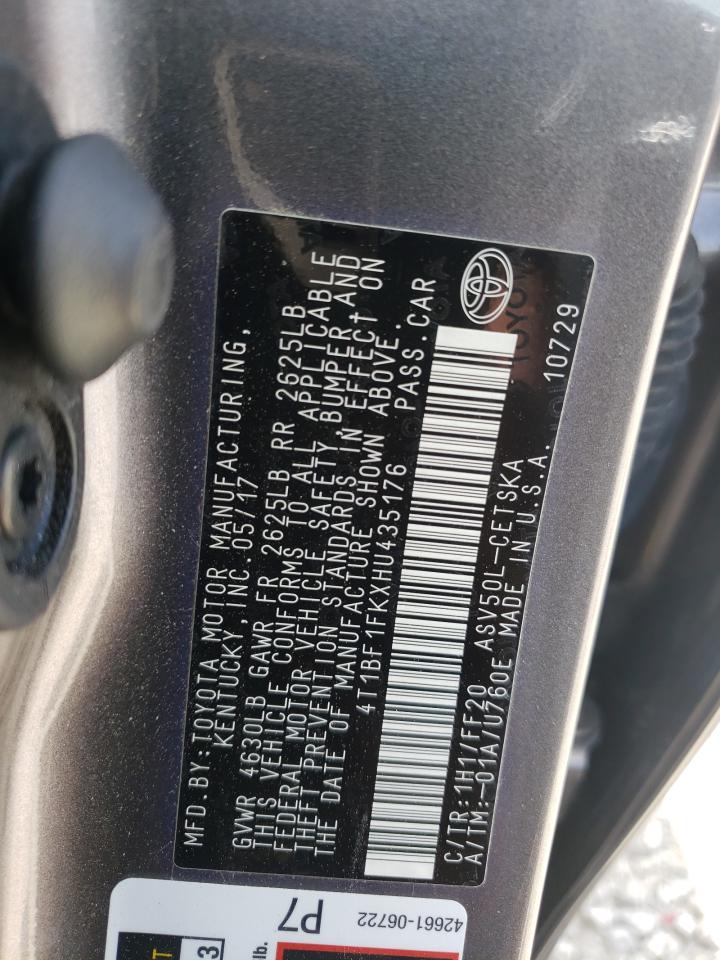 MFD.BY:TOYOTA MOTOR MANUFACTURING,
KENTUCKY,INC.05/17
GVWR 4630LB GAWR FR 2625LB RR 2625LB
THIS VEHICLE CONFORMS TO ALL APPLICABLE
FEDERAL MOTOR VEHICLE SAFETY,BUMPER,AND
THEFT PREVENTION STANDARDS IN EFFECT ON
THE DATE OF MANUFACTURE SHOWN ABOVE.
4T1BF1FKXHU435176 PASS.CAR
C/TR:1H1/FF20 ASV50L-CETSKA
A/TM:-01A/U760E MADE IN U.S.A. 10729
TOYO
42661-06722
P7
lb.
3